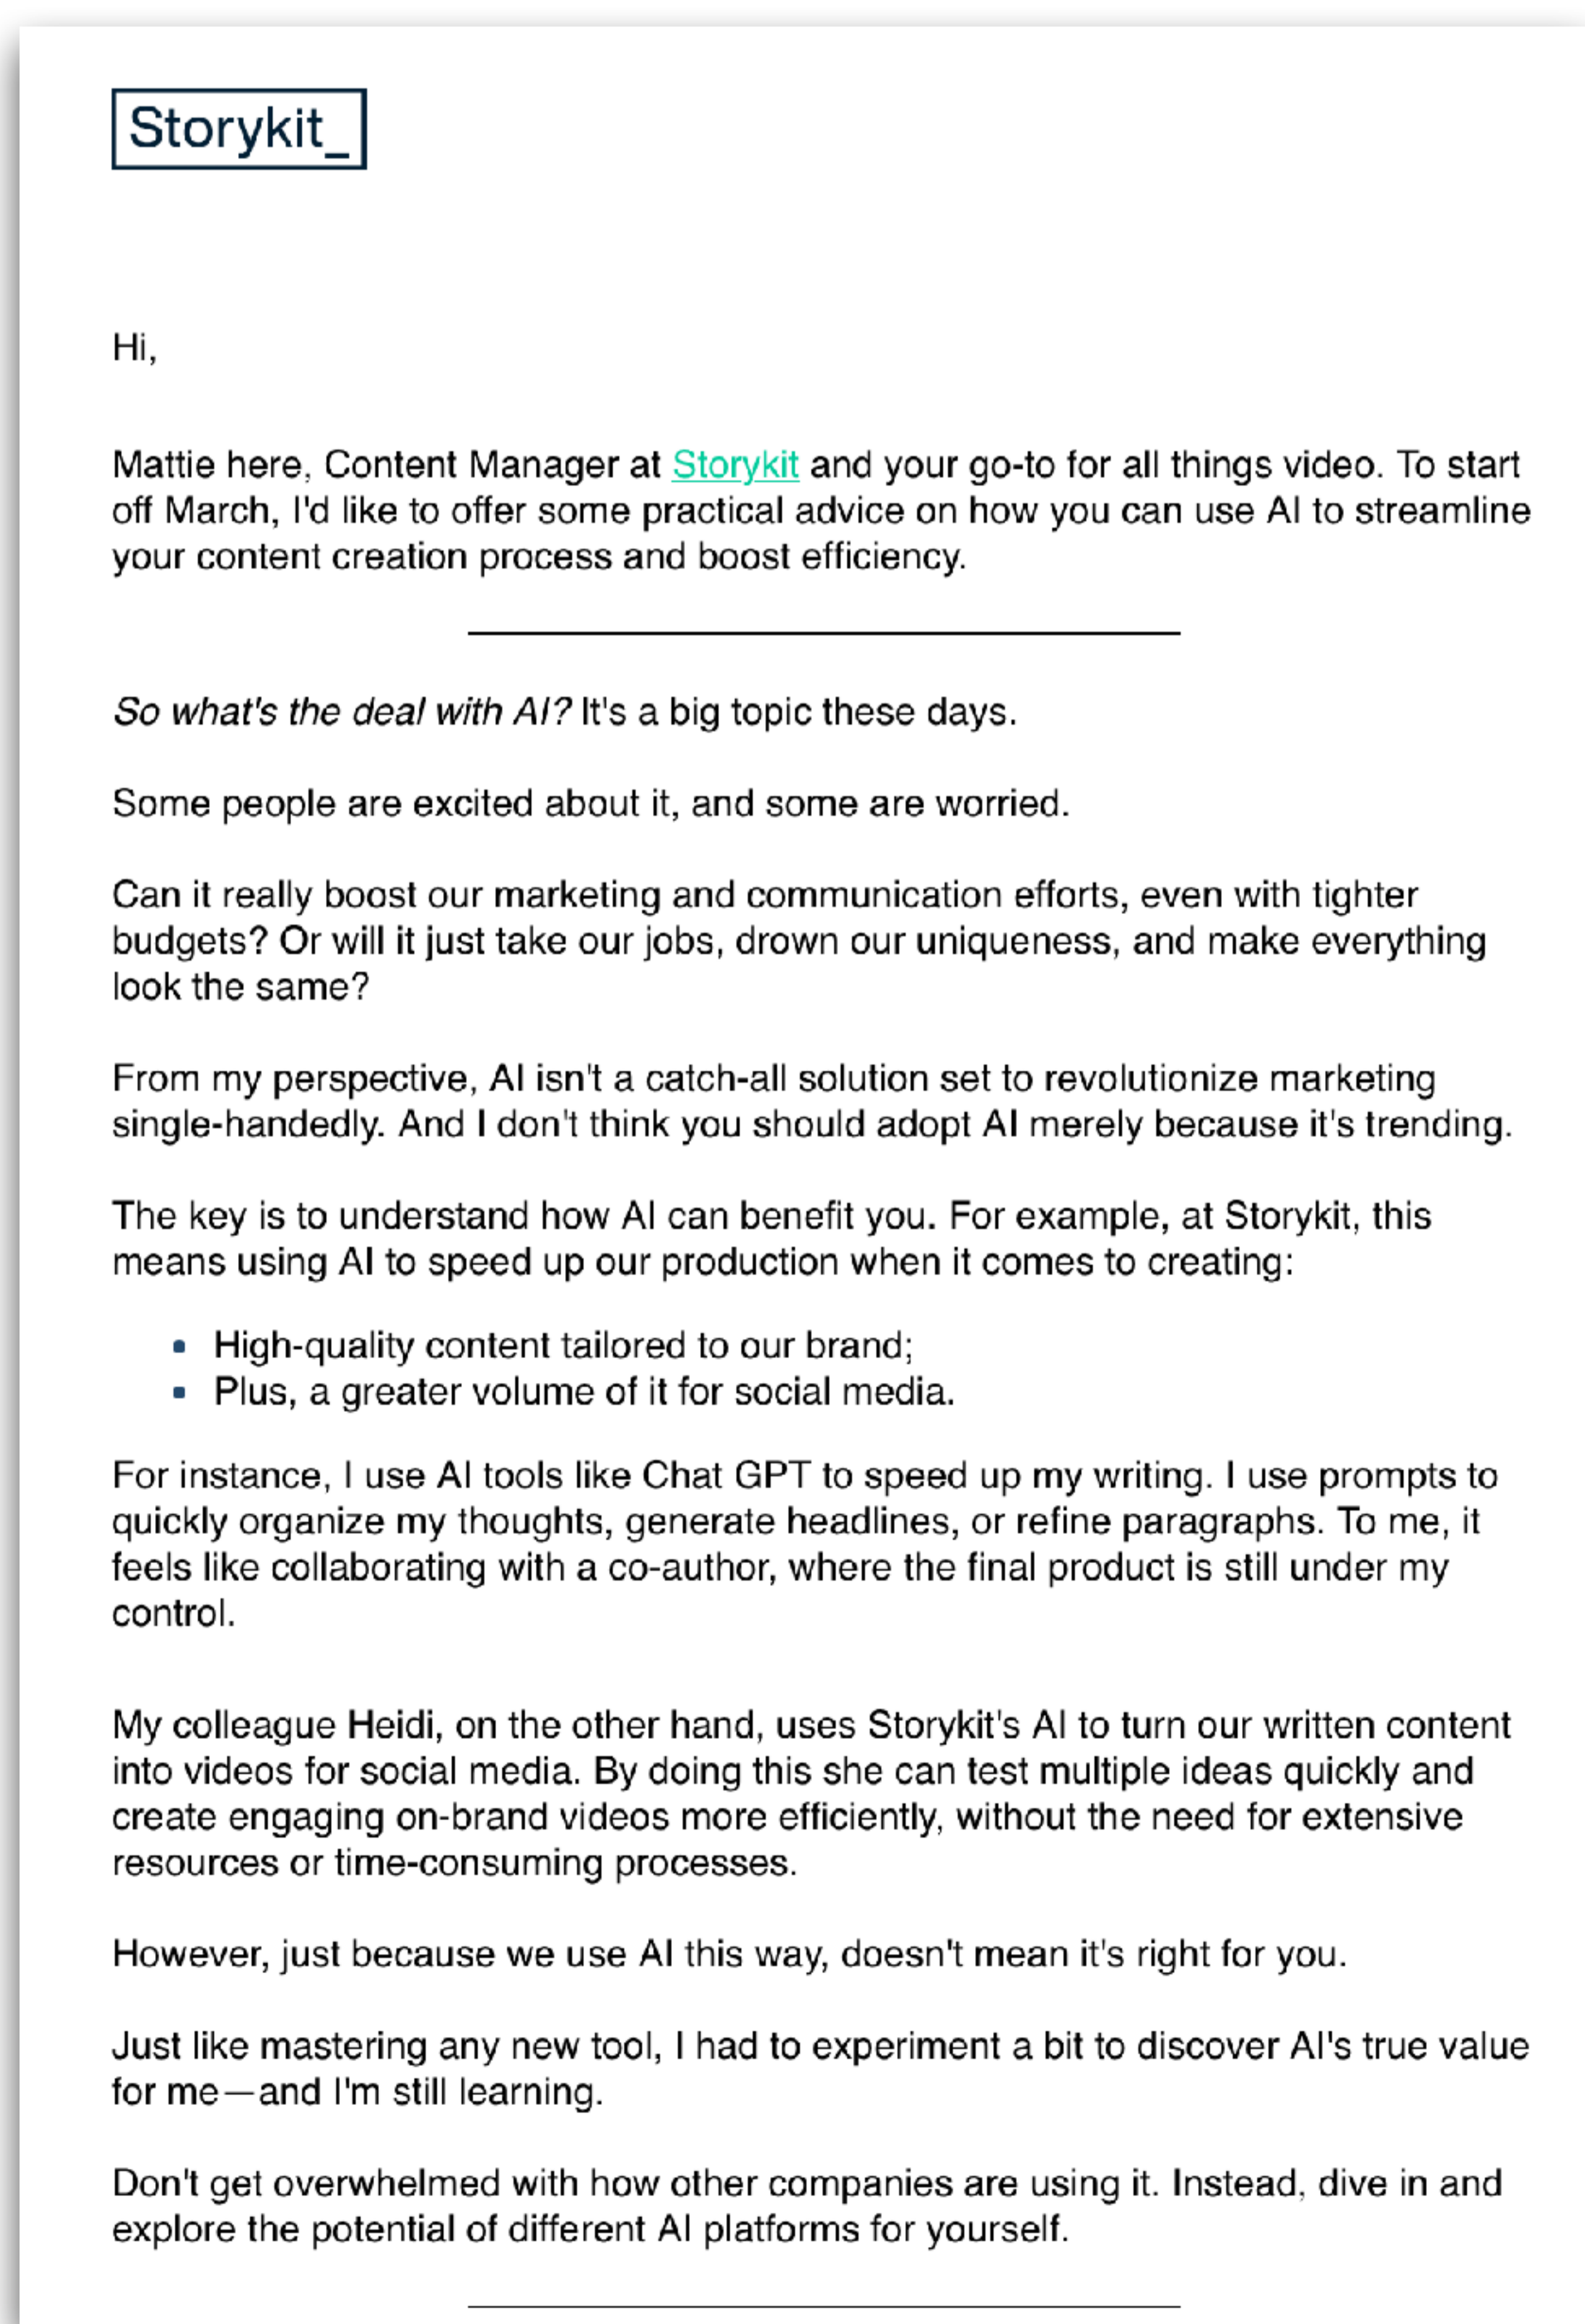 Storykit_
Hi,
Mattie here, Content Manager at Storykit and your go-to for all things video. To start
off March, I'd like to offer some practical advice on how you can use AI to streamline
your content creation process and boost efficiency.
So what's the deal with AI? It's a big topic these days.
Some people are excited about it, and some are worried.
Can it really boost our marketing and communication efforts, even with tighter
budgets? Or will it just take our jobs, drown our uniqueness, and make everything
look the same?
From my perspective, AI isn't a catch-all solution set to revolutionize marketing
single-handedly. And I don't think you should adopt AI merely because it's trending.
The key is to understand how AI can benefit you. For example, at Storykit, this
means using AI to speed up our production when it comes to creating:
▪ High-quality content tailored to our brand;
▪ Plus, a greater volume of it for social media.
For instance, I use AI tools like Chat GPT to speed up my writing. I use prompts to
quickly organize my thoughts, generate headlines, or refine paragraphs. To me, it
feels like collaborating with a co-author, where the final product is still under my
control.
My colleague Heidi, on the other hand, uses Storykit's AI to turn our written content
into videos for social media. By doing this she can test multiple ideas quickly and
create engaging on-brand videos more efficiently, without the need for extensive
resources or time-consuming processes.
However, just because we use AI this way, doesn't mean it's right for you.
Just like mastering any new tool, I had to experiment a bit to discover AI's true value
for me—and I'm still learning.
Don't get overwhelmed with how other companies are using it. Instead, dive in and
explore the potential of different AI platforms for yourself.